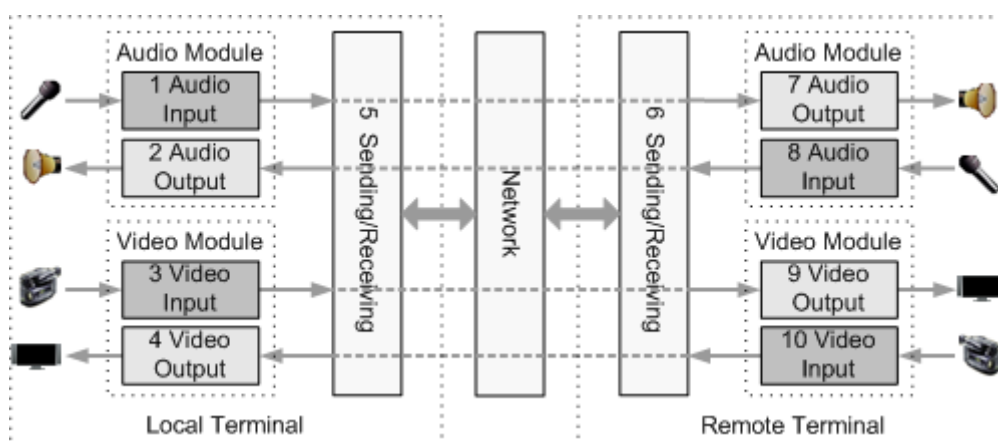 Audio Module
1 Audio
Input
2 Audio
Output
Video Module
3 Video
Input
4 Video
Output
5 Sending/Receiving
Local Terminal
Network
6 Sending/Receiving
Audio Module
7 Audio
Output
8 Audio
Input
Video Module
9 Video
Output
10 Video
Input
Remote Terminal